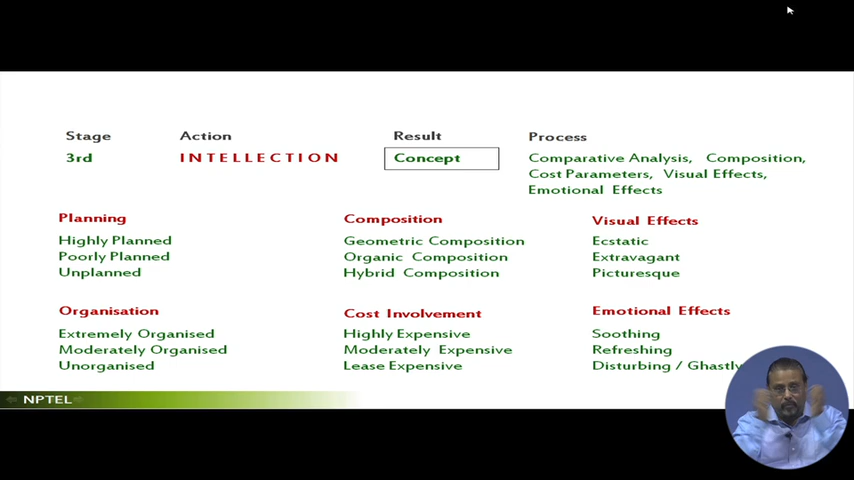 Stage Action Result Process
3rd INTELLECTION Concept Comparative Analysis, Composition,
Cost Parameters, Visual Effects,
Emotional Effects
Planning
Highly Planned
Poorly Planned
Unplanned
Composition
Geometric Composition
Organic Composition
Hybrid Composition
Visual Effects
Ecstatic
Extravagant
Picturesque
Organisation
Extremely Organised
Moderately Organised
Unorganised
Cost Involvement
Highly Expensive
Moderately Expensive
Lease Expensive
Emotional Effects
Soothing
Refreshing
Disturbing / Ghastly
NPTEL